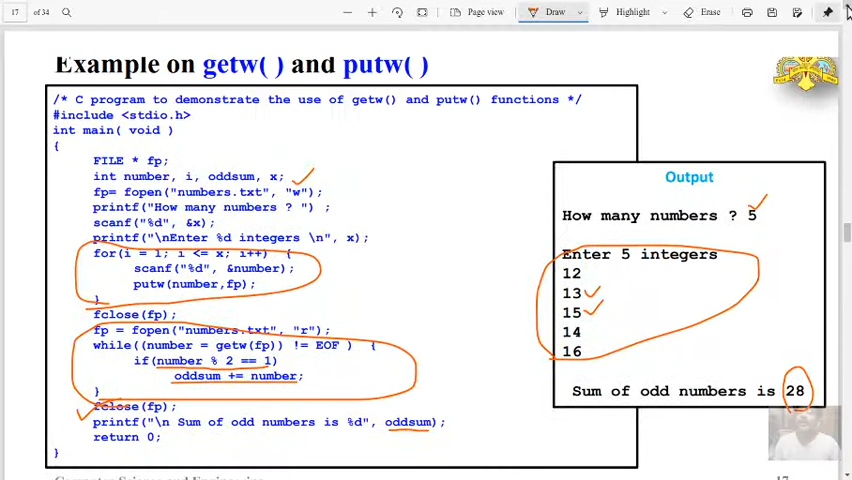 17 of 34 Page view Draw Highlight Erase
Example on getw( ) and putw( )
/* C program to demonstrate the use of getw() and putw() functions */
#include <stdio.h>
int main( void )
{
FILE * fp;
int number, i, oddsum, x;
fp= fopen("numbers.txt", "w");
printf("How many numbers ? ") ;
scanf("%d", &x);
printf("\nEnter %d integers \n", x);
for(i = 1; i <= x; i++) {
scanf("%d", &number);
putw(number,fp);
}
fclose(fp);
fp = fopen("numbers.txt", "r");
while((number = getw(fp)) != EOF ) {
if(number % 2 == 1)
oddsum += number;
}
fclose(fp);
printf("\n Sum of odd numbers is %d", oddsum);
return 0;
}
Output
How many numbers ? 5
Enter 5 integers
12
13
15
14
16
Sum of odd numbers is 28
Computer Science and Engineering
17